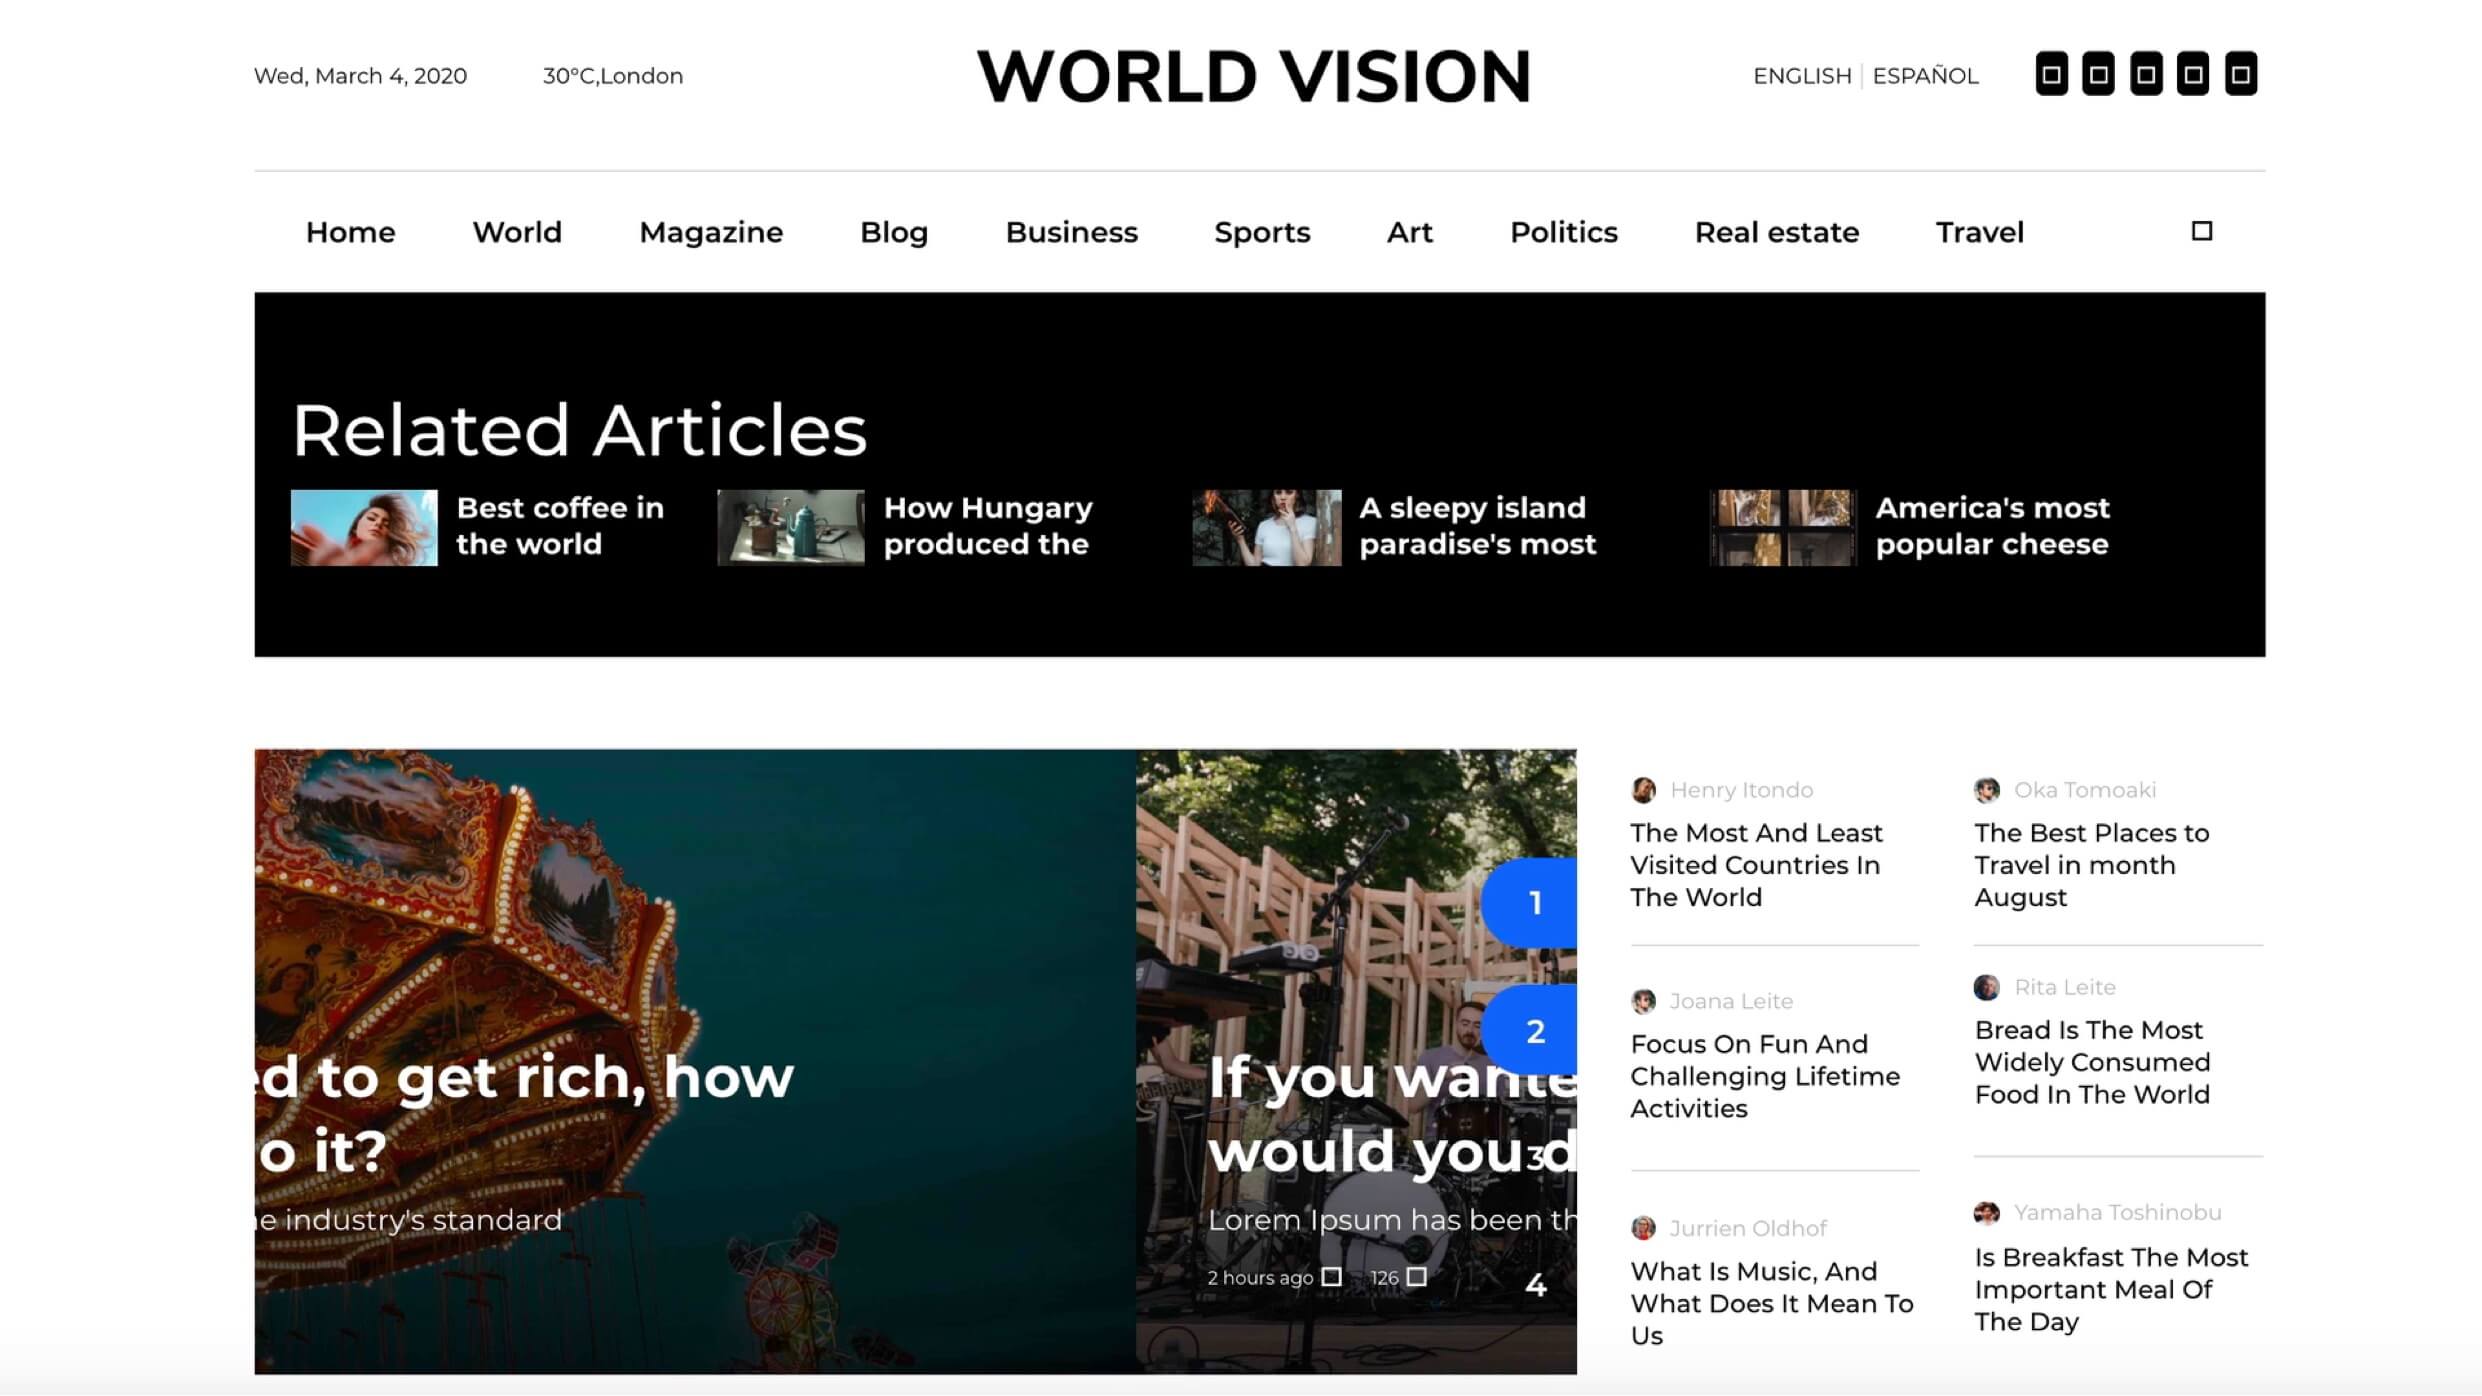 Wed, March 4, 2020
30°C,London
WORLD VISION
ENGLISH
ESPAÑOL
Home
World
Magazine
Blog
Business
Sports
Art
Politics
Real estate
Travel
Related Articles
Best coffee in
the world
How Hungary
produced the
A sleepy island
paradise's most
America's most
popular cheese
ed to get rich, how
o it?
e industry's standard
1
2
If you wante
would you d
3
Lorem Ipsum has been th
2 hours ago
126
4
Henry Itondo
The Most And Least
Visited Countries In
The World
Joana Leite
Focus On Fun And
Challenging Lifetime
Activities
Jurrien Oldhof
What Is Music, And
What Does It Mean To
Us
Oka Tomoaki
The Best Places to
Travel in month
August
Rita Leite
Bread Is The Most
Widely Consumed
Food In The World
Yamaha Toshinobu
Is Breakfast The Most
Important Meal Of
The Day